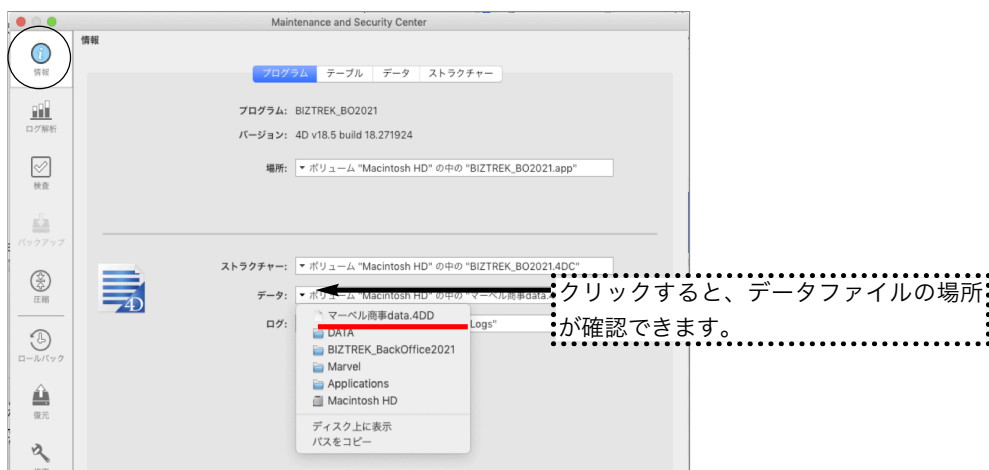 Maintenance and Security Center
情報
情報
ログ解析
検査
バックアップ
圧縮
ロールバック
復元
プログラム テーブル データ ストラクチャー
プログラム: BIZTREK_BO2021
バージョン: 4D v18.5 build 18.271924
場所: ボリューム "Macintosh HD" の中の "BIZTREK_BO2021.app"
4D
ストラクチャー: ボリューム "Macintosh HD" の中の "BIZTREK_BO2021.4DC"
データ: ボリューム "Macintosh HD" の中の "マーベル商事data.
ログ: Logs"
マーベル商事data.4DD
DATA
BIZTREK_BackOffice2021
Marvel
Applications
Macintosh HD
ディスク上に表示
パスをコピー
クリックすると、データファイルの場所
が確認できます。